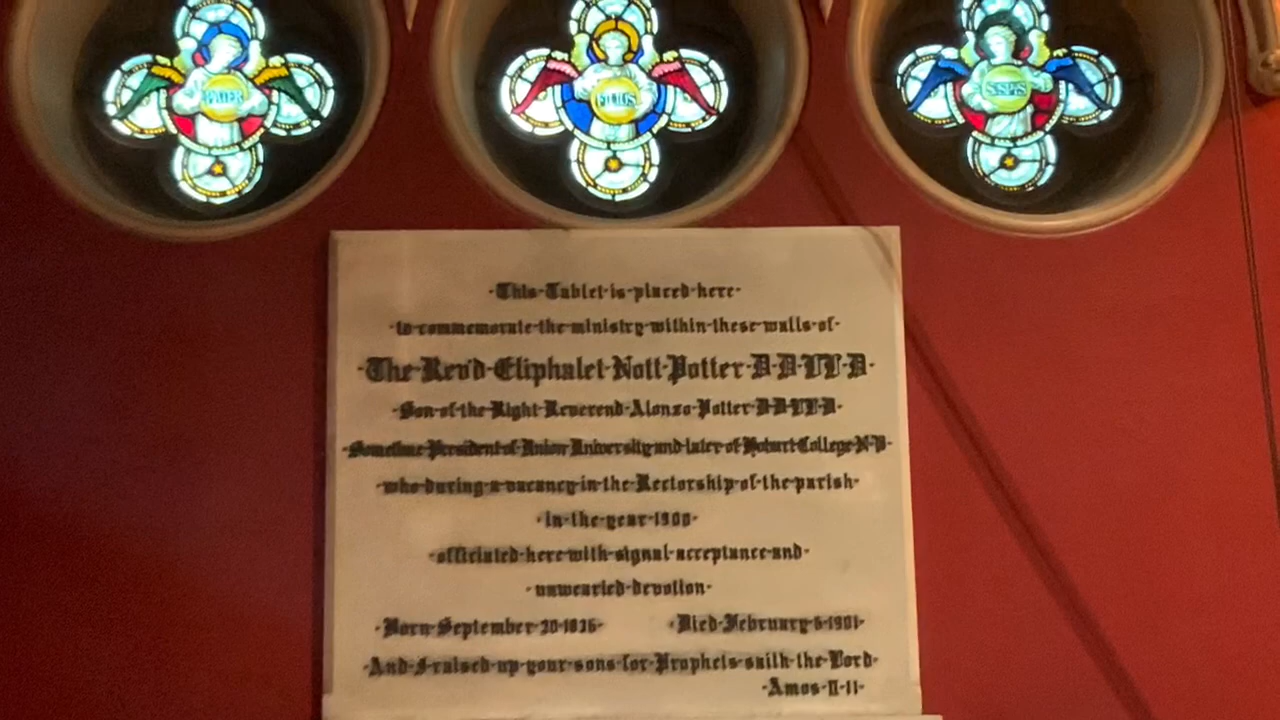 PATER
FILIUS
S.SPS
·This·Tablet·is·placed·here·
·to·commemorate·the·ministry·within·these·walls·of·
·The·Rev'd·Eliphalet·Nott·Potter·D·D·LL·D·
·Son·of·the·Right·Reverend·Alonzo·Potter·D·D·LL·D·
·Sometime·President·of·Union·University·and·later·of·Hobart·College·N·Y·
·who·during·a·vacancy·in·the·Rectorship·of·the·parish·
·in·the·year·1900·
·officiated·here·with·signal·acceptance·and·
·unwearied·devotion·
·Born·September·20·1836· ·Died·February·6·1901·
·And·I·raised·up·your·sons·for·Prophets·saith·the·Lord·
·Amos·II·11·